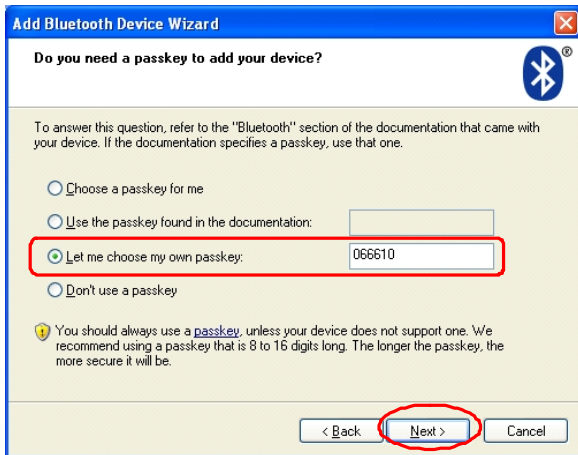 Add Bluetooth Device Wizard
Do you need a passkey to add your device?
®
To answer this question, refer to the "Bluetooth" section of the documentation that came with
your device. If the documentation specifies a passkey, use that one.
Choose a passkey for me
Use the passkey found in the documentation:
Let me choose my own passkey: 066610
Don't use a passkey
You should always use a passkey, unless your device does not support one. We
recommend using a passkey that is 8 to 16 digits long. The longer the passkey, the
more secure it will be.
< Back Next > Cancel